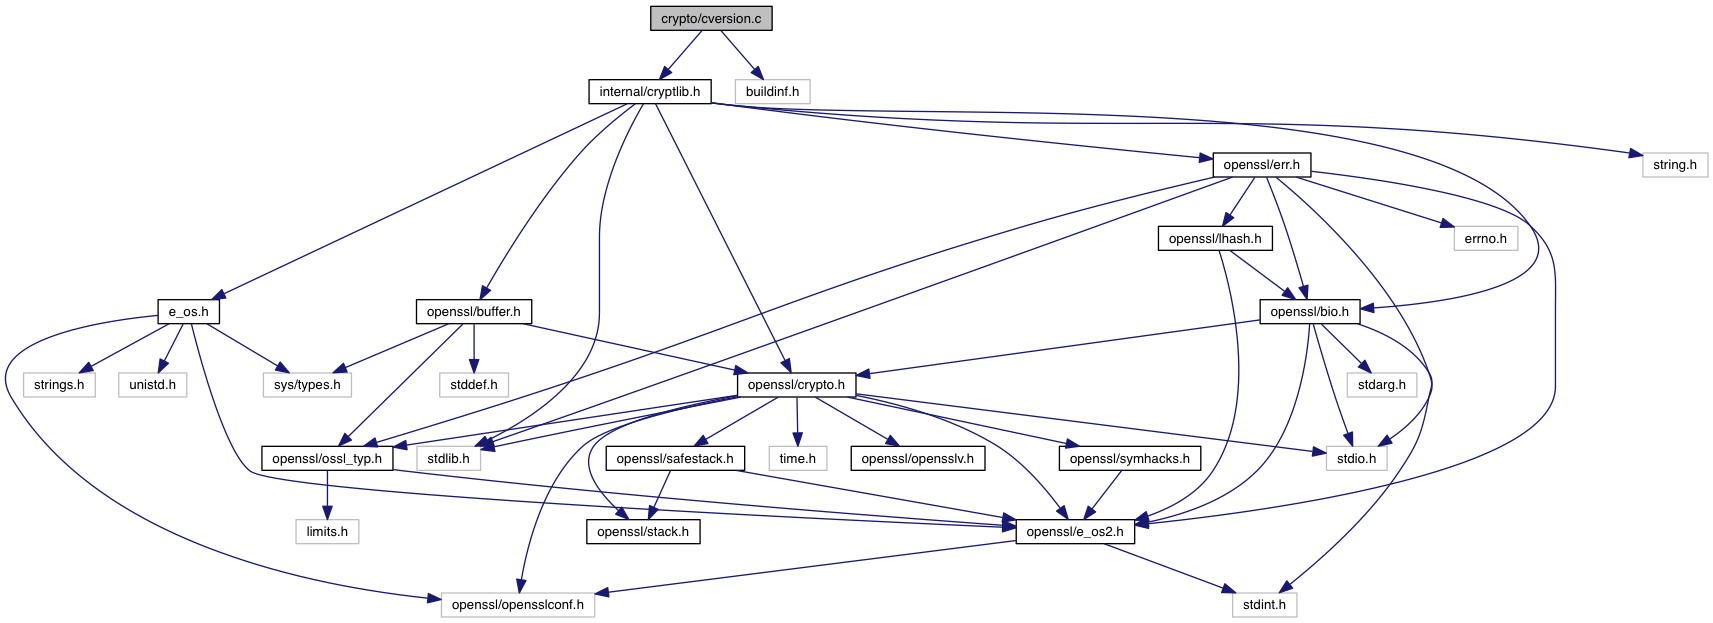 crypto/cversion.c
internal/cryptlib.h
buildinf.h
openssl/err.h
string.h
openssl/lhash.h
errno.h
e_os.h
openssl/buffer.h
openssl/bio.h
strings.h
unistd.h
sys/types.h
stddef.h
openssl/crypto.h
stdarg.h
openssl/ossl_typ.h
stdlib.h
openssl/safestack.h
time.h
openssl/opensslv.h
openssl/symhacks.h
stdio.h
limits.h
openssl/stack.h
openssl/e_os2.h
openssl/opensslconf.h
stdint.h